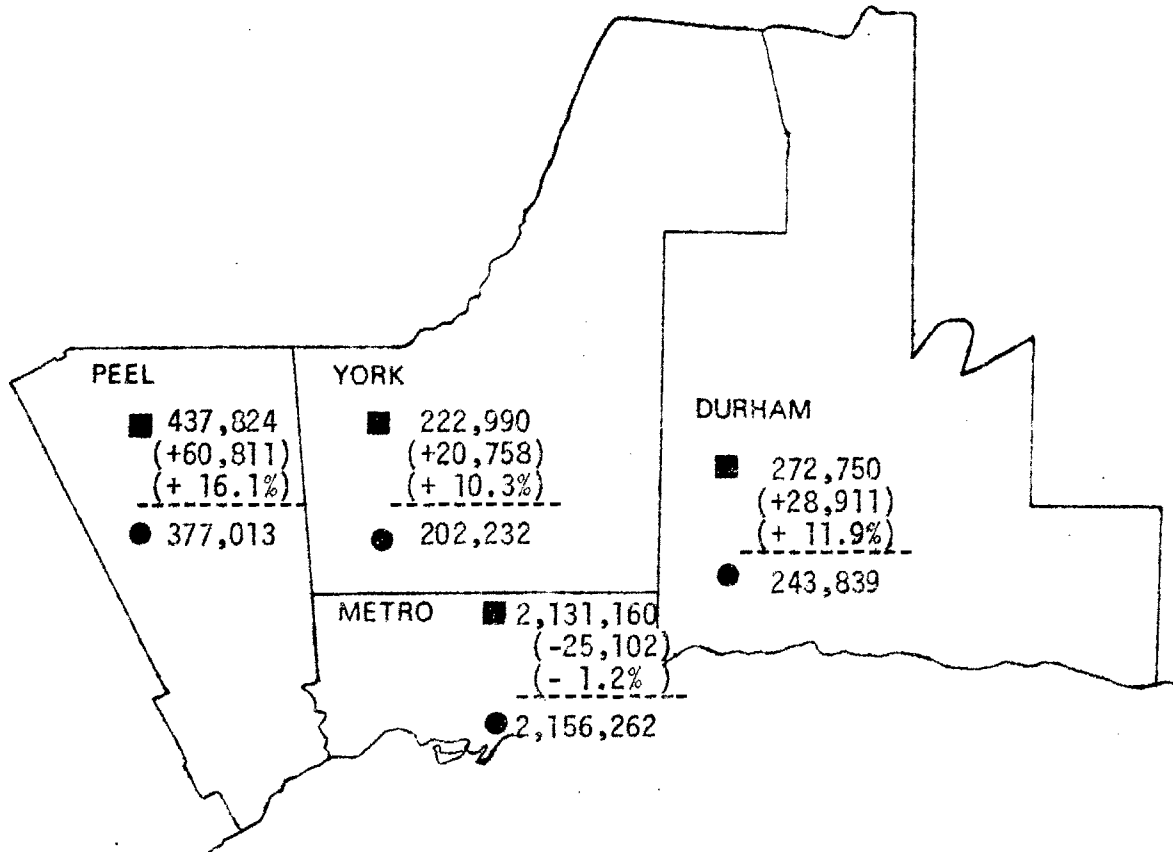 PEEL
■ 437,824
(+60,811)
(+ 16.1%)
● 377,013
YORK
■ 222,990
(+20,758)
(+ 10.3%)
● 202,232
DURHAM
■ 272,750
(+28,911)
(+ 11.9%)
● 243,839
METRO ■ 2,131,160
(-25,102)
(- 1.2% )
● 2,156,262